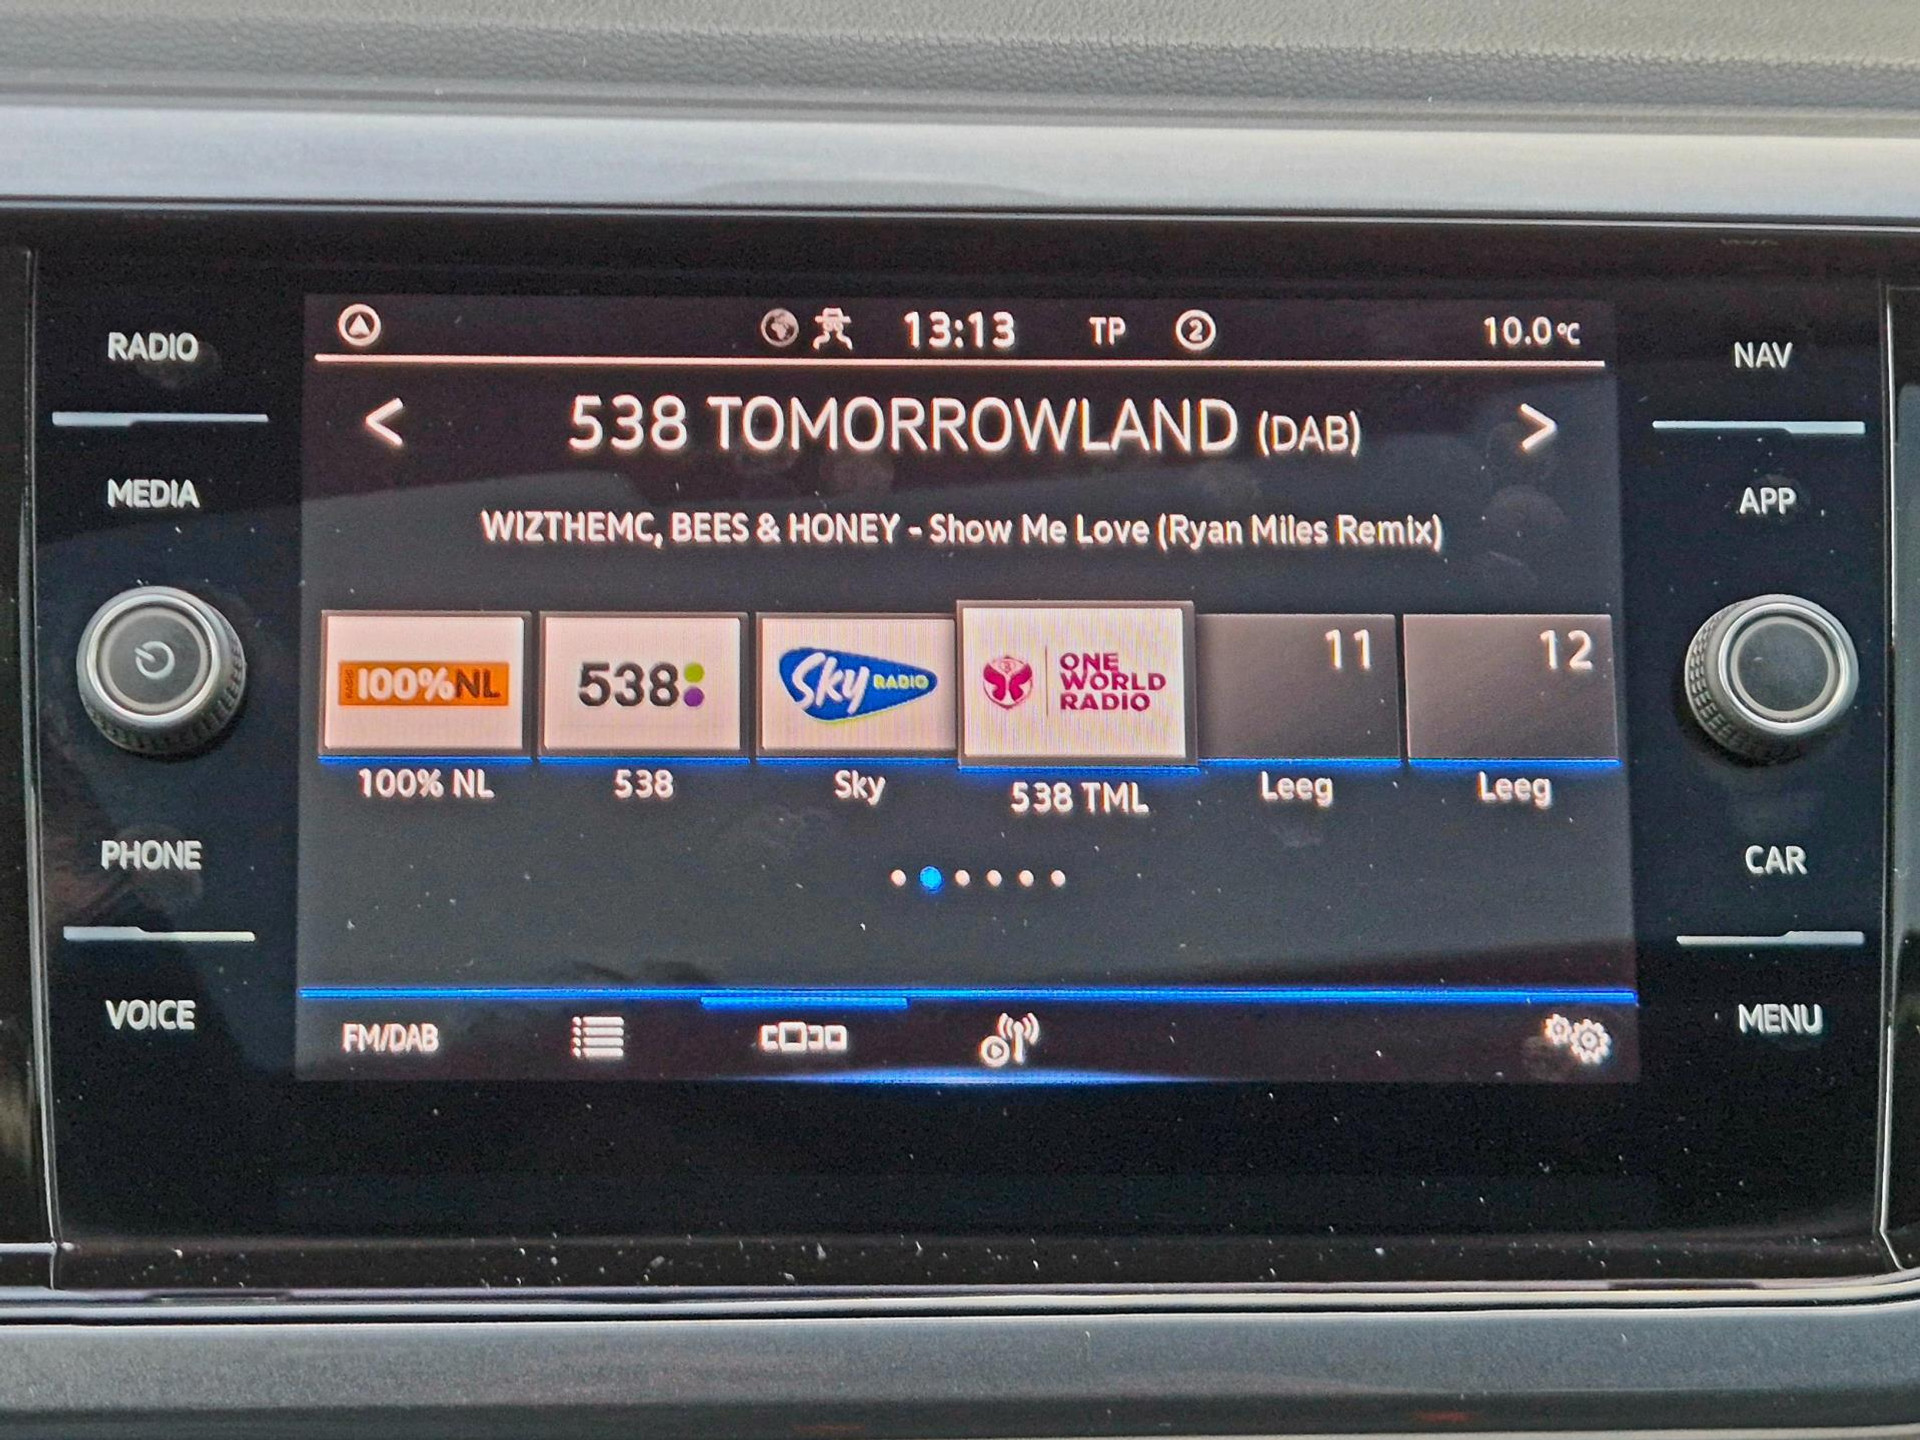 RADIO
MEDIA
PHONE
VOICE
13:13 TP 2 10.0°C
< 538 TOMORROWLAND (DAB) >
WIZTHEMC, BEES & HONEY - Show Me Love (Ryan Miles Remix)
RADIO 100%NL
538
Sky RADIO
ONE
WORLD
RADIO
11
12
100% NL
538
Sky
538 TML
Leeg
Leeg
FM/DAB
NAV
APP
CAR
MENU